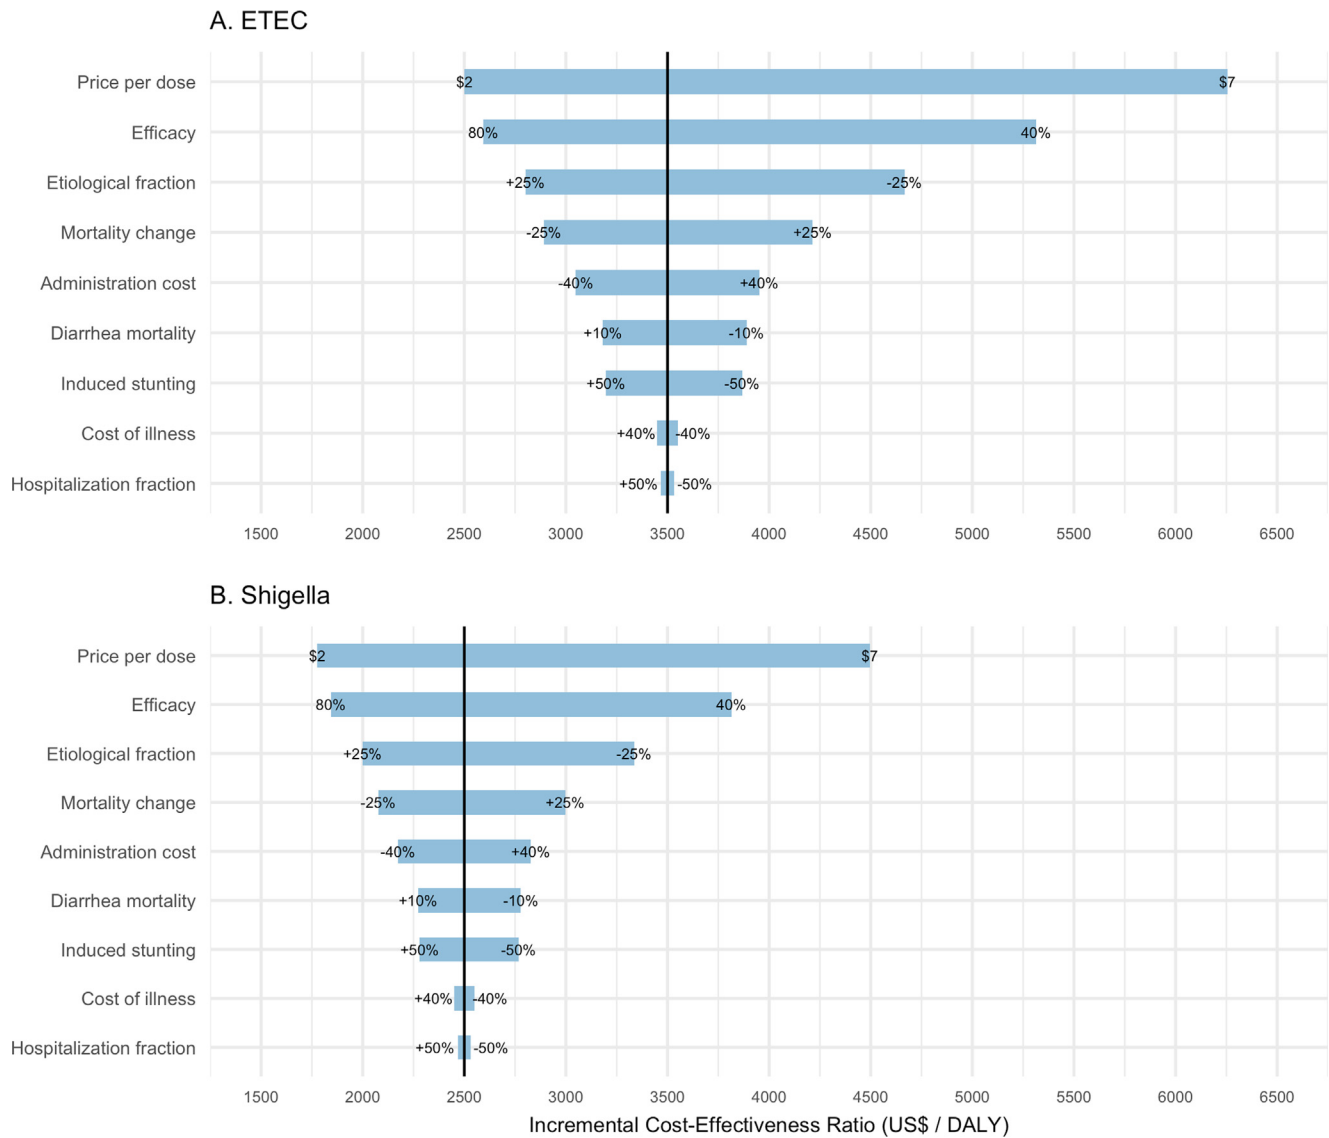 A. ETEC
Price per dose $2 $7
Efficacy 80% 40%
Etiological fraction +25% -25%
Mortality change -25% +25%
Administration cost -40% +40%
Diarrhea mortality +10% -10%
Induced stunting +50% -50%
Cost of illness +40% -40%
Hospitalization fraction +50% -50%
1500 2000 2500 3000 3500 4000 4500 5000 5500 6000 6500
B. Shigella
Price per dose $2 $7
Efficacy 80% 40%
Etiological fraction +25% -25%
Mortality change -25% +25%
Administration cost -40% +40%
Diarrhea mortality +10% -10%
Induced stunting +50% -50%
Cost of illness +40% -40%
Hospitalization fraction +50% -50%
1500 2000 2500 3000 3500 4000 4500 5000 5500 6000 6500
Incremental Cost-Effectiveness Ratio (US$ / DALY)